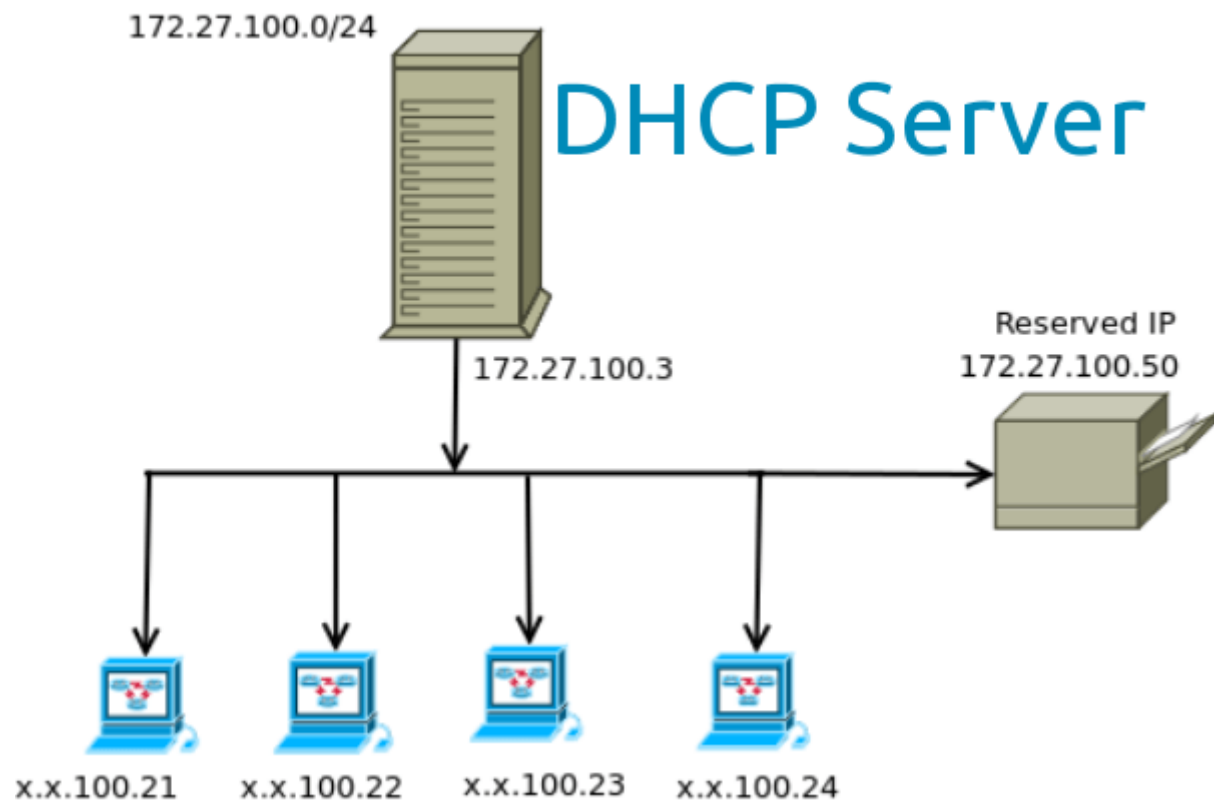 172.27.100.0/24
DHCP Server
172.27.100.3
Reserved IP
172.27.100.50
x.x.100.21
x.x.100.22
x.x.100.23
x.x.100.24